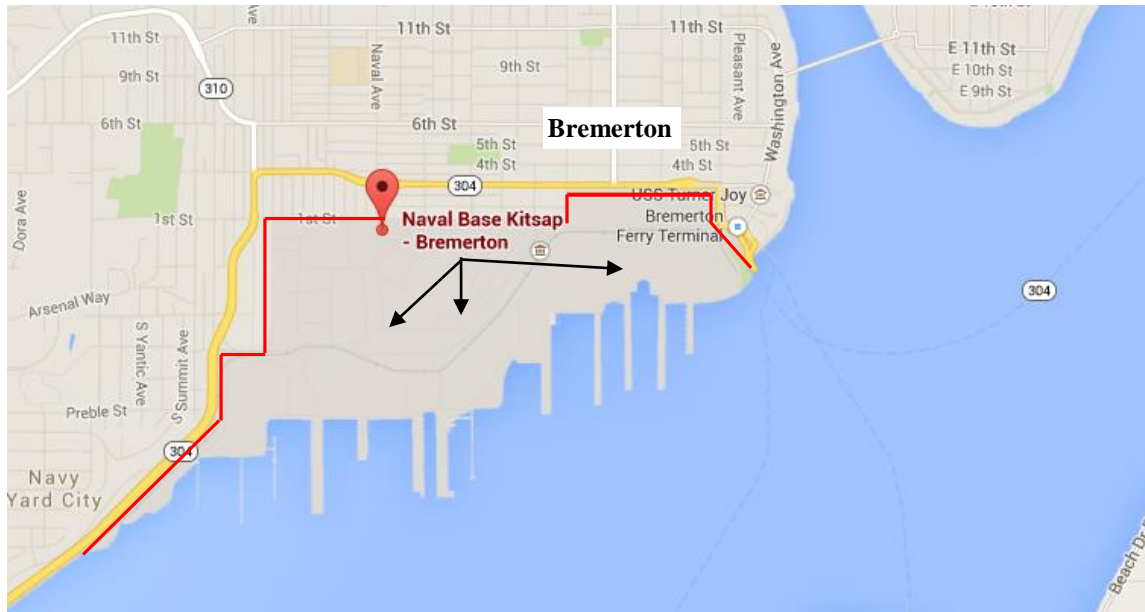 11th St
11th St
11th St
Pleasant Ave
Washington Ave
E 11th St
E 10th St
E 9th St
9th St
Naval Ave
9th St
310
6th St
6th St
Bremerton
5th St
4th St
5th St
4th St
304
Dora Ave
1st St
1st St
USS Turner Joy
Bremerton
Ferry Terminal
Naval Base Kitsap
- Bremerton
304
Arsenal Way
S Yantic Ave
S Summit Ave
Preble St
304
Navy
Yard City
Beach Dr